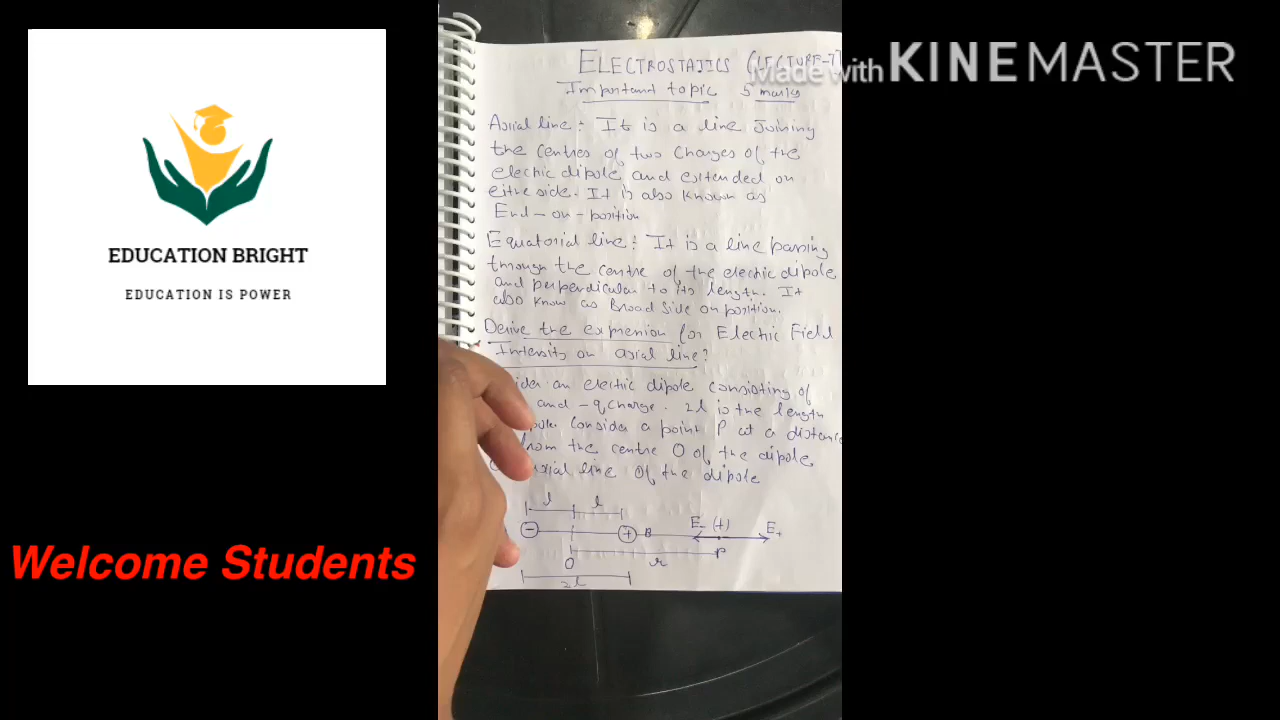 EDUCATION BRIGHT
EDUCATION IS POWER
Welcome Students
Made with KINEMASTER
ELECTROSTATICS (LECTURE-7)
Important topic 5 marks
Axial line: It is a line Joining
the centres of two Charges of the
electric dipole and extended on
either side. It is also known as
End-on-position
Equatorial line: It is a line passing
through the centre of the electric dipole
and perpendicular to its length. It
also know as Broad Side on position.
Derive the expression for Electric Field
Intensity on axial line?
an electric dipole consisting of
and -q charge. 2l is the length
Consider a point P at a distance
from the centre O of the dipole
axial line of the dipole
l l
- + B E_ (+) E+
O r P
2l